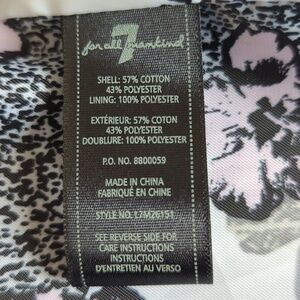 7
for all mankind
SHELL: 57% COTTON
43% POLYESTER
LINING: 100% POLYESTER
EXTÉRIEUR: 57% COTON
43% POLYESTER
DOUBLURE: 100% POLYESTER
P.O. NO. 8800059
MADE IN CHINA
FABRIQUÉ EN CHINE
STYLE NO. L7M26151
SEE REVERSE SIDE FOR
CARE INSTRUCTIONS
INSTRUCTIONS
D'ENTRETIEN AU VERSO